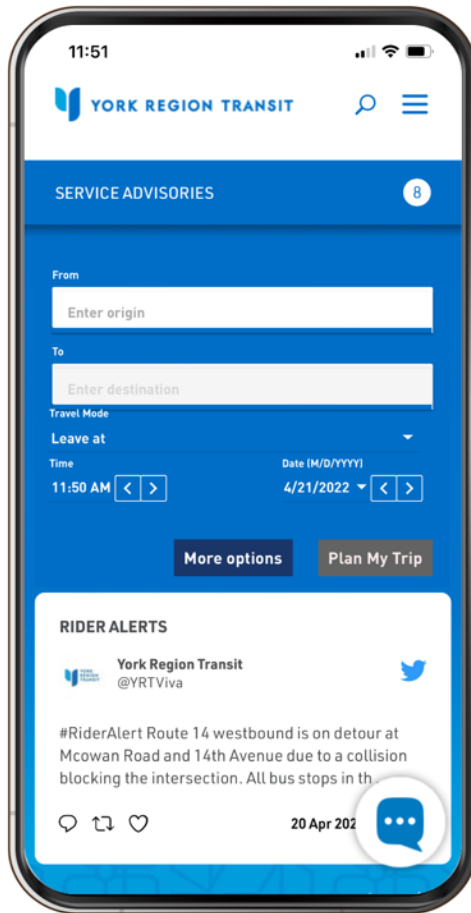 11:51
YORK REGION TRANSIT
SERVICE ADVISORIES 8
From
Enter origin
To
Enter destination
Travel Mode
Leave at
Time Date (M/D/YYYY)
11:50 AM < > 4/21/2022 < >
More options Plan My Trip
RIDER ALERTS
York Region Transit
@YRTViva
#RiderAlert Route 14 westbound is on detour at
Mcowan Road and 14th Avenue due to a collision
blocking the intersection. All bus stops in th
20 Apr 202